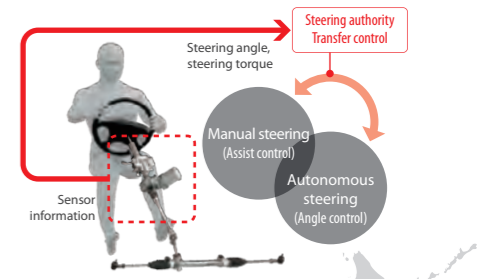 Steering authority
Transfer control
Steering angle,
steering torque
Manual steering
(Assist control)
Autonomous
steering
(Angle control)
Sensor
information